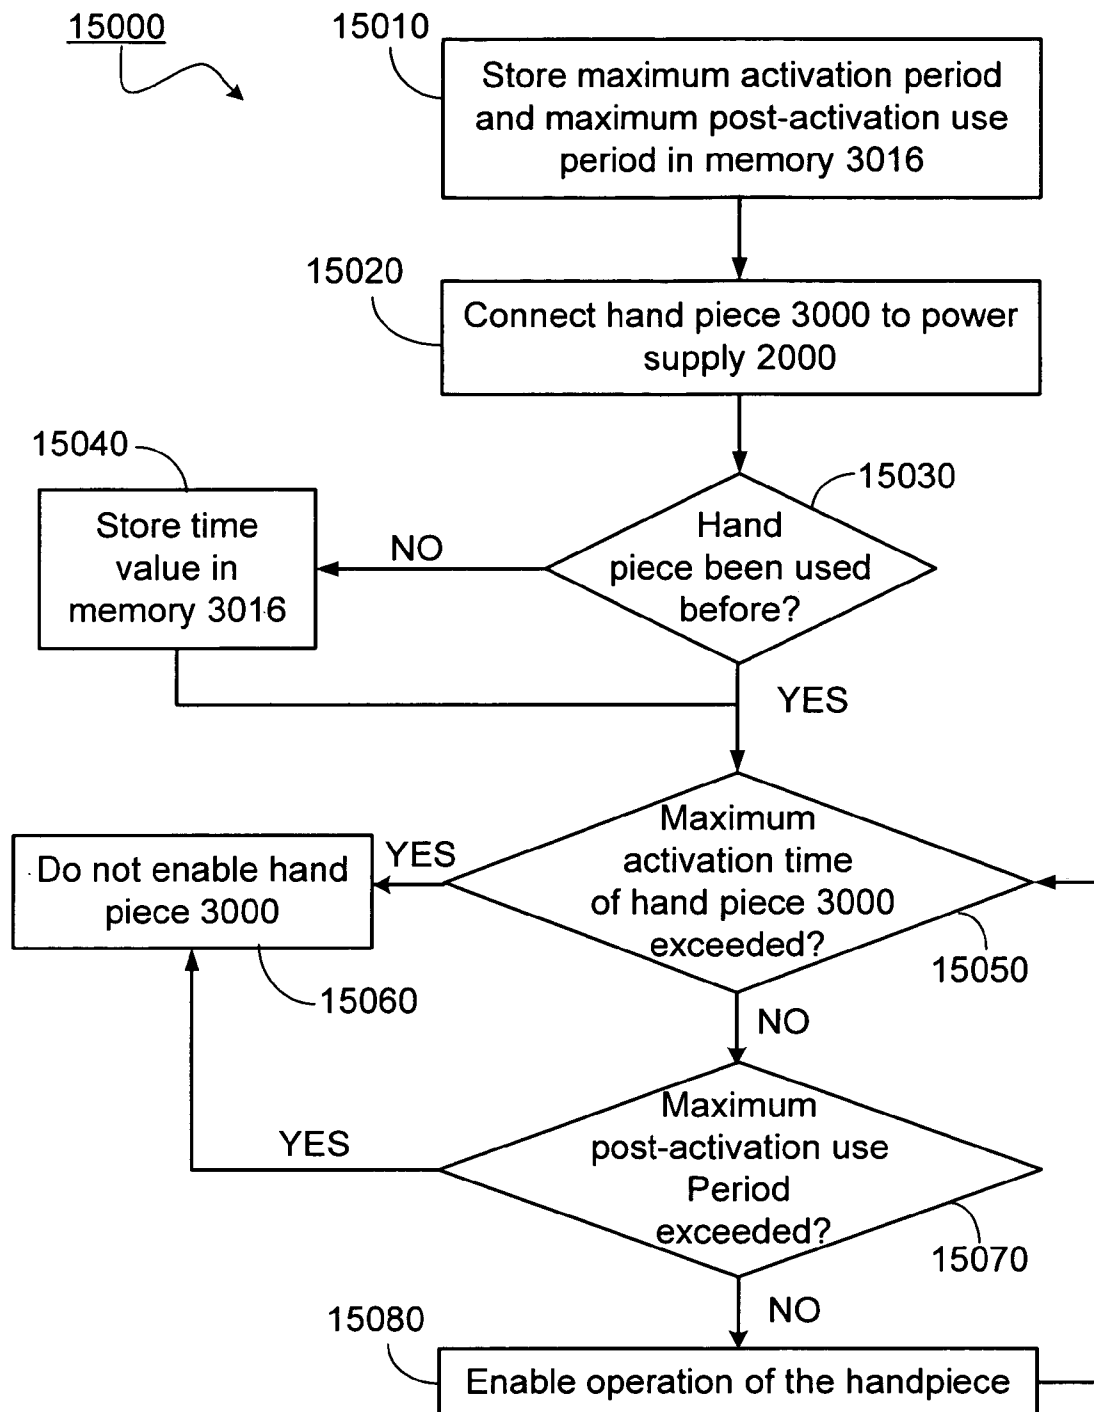 15000
15010
Store maximum activation period
and maximum post-activation use
period in memory 3016
15020
Connect hand piece 3000 to power
supply 2000
15040
15030
Store time
value in
memory 3016
NO
Hand
piece been used
before?
YES
Do not enable hand
piece 3000
YES
Maximum
activation time
of hand piece 3000
exceeded?
15050
15060
NO
YES
Maximum
post-activation use
Period
exceeded?
15070
NO
15080
Enable operation of the handpiece